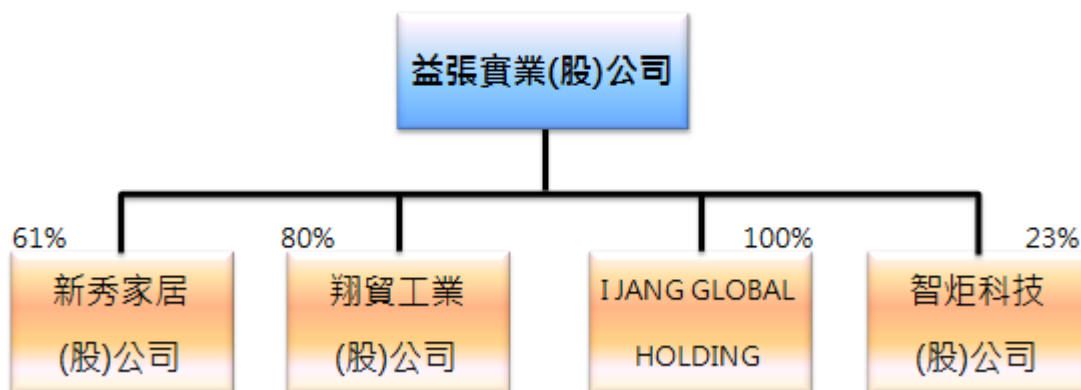 益張實業(股)公司
61%
80%
100%
23%
新秀家居
(股)公司
翔貿工業
(股)公司
I JANG GLOBAL
HOLDING
智炬科技
(股)公司